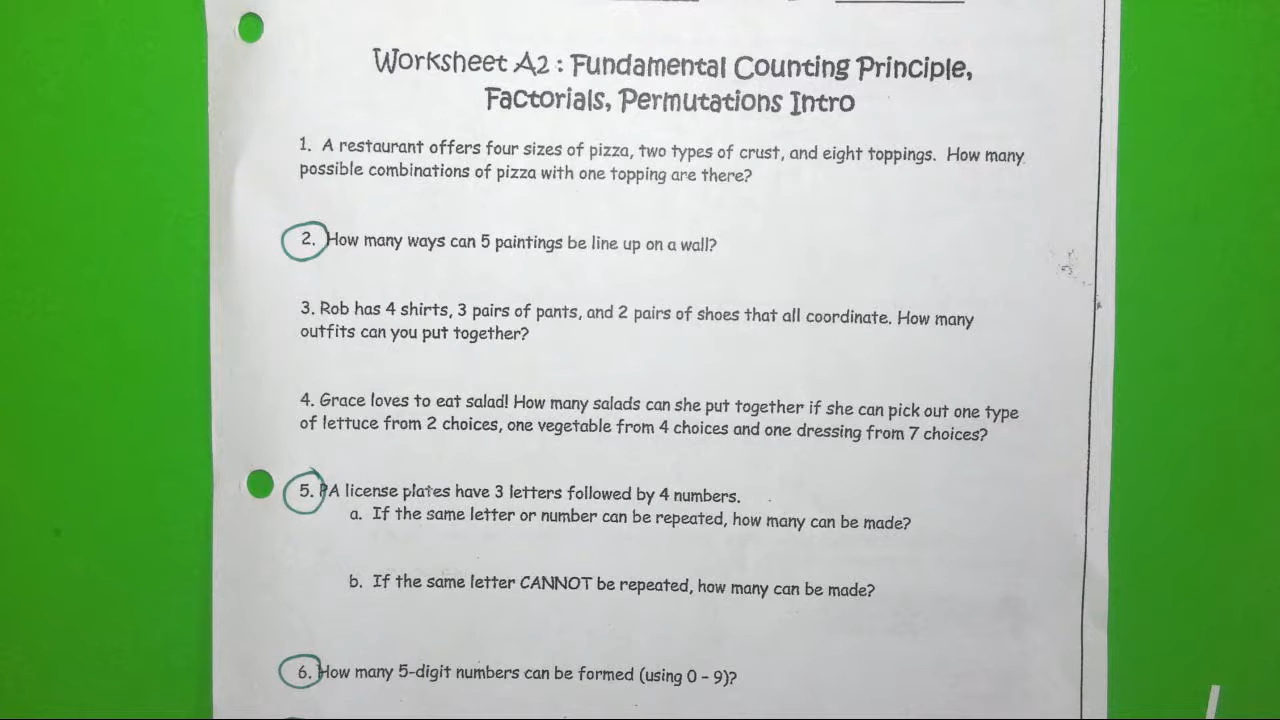 Worksheet A2 : Fundamental Counting Principle,
Factorials, Permutations Intro
1. A restaurant offers four sizes of pizza, two types of crust, and eight toppings. How many
possible combinations of pizza with one topping are there?
2. How many ways can 5 paintings be line up on a wall?
3. Rob has 4 shirts, 3 pairs of pants, and 2 pairs of shoes that all coordinate. How many
outfits can you put together?
4. Grace loves to eat salad! How many salads can she put together if she can pick out one type
of lettuce from 2 choices, one vegetable from 4 choices and one dressing from 7 choices?
5. PA license plates have 3 letters followed by 4 numbers.
a. If the same letter or number can be repeated, how many can be made?
b. If the same letter CANNOT be repeated, how many can be made?
6. How many 5-digit numbers can be formed (using 0 - 9)?